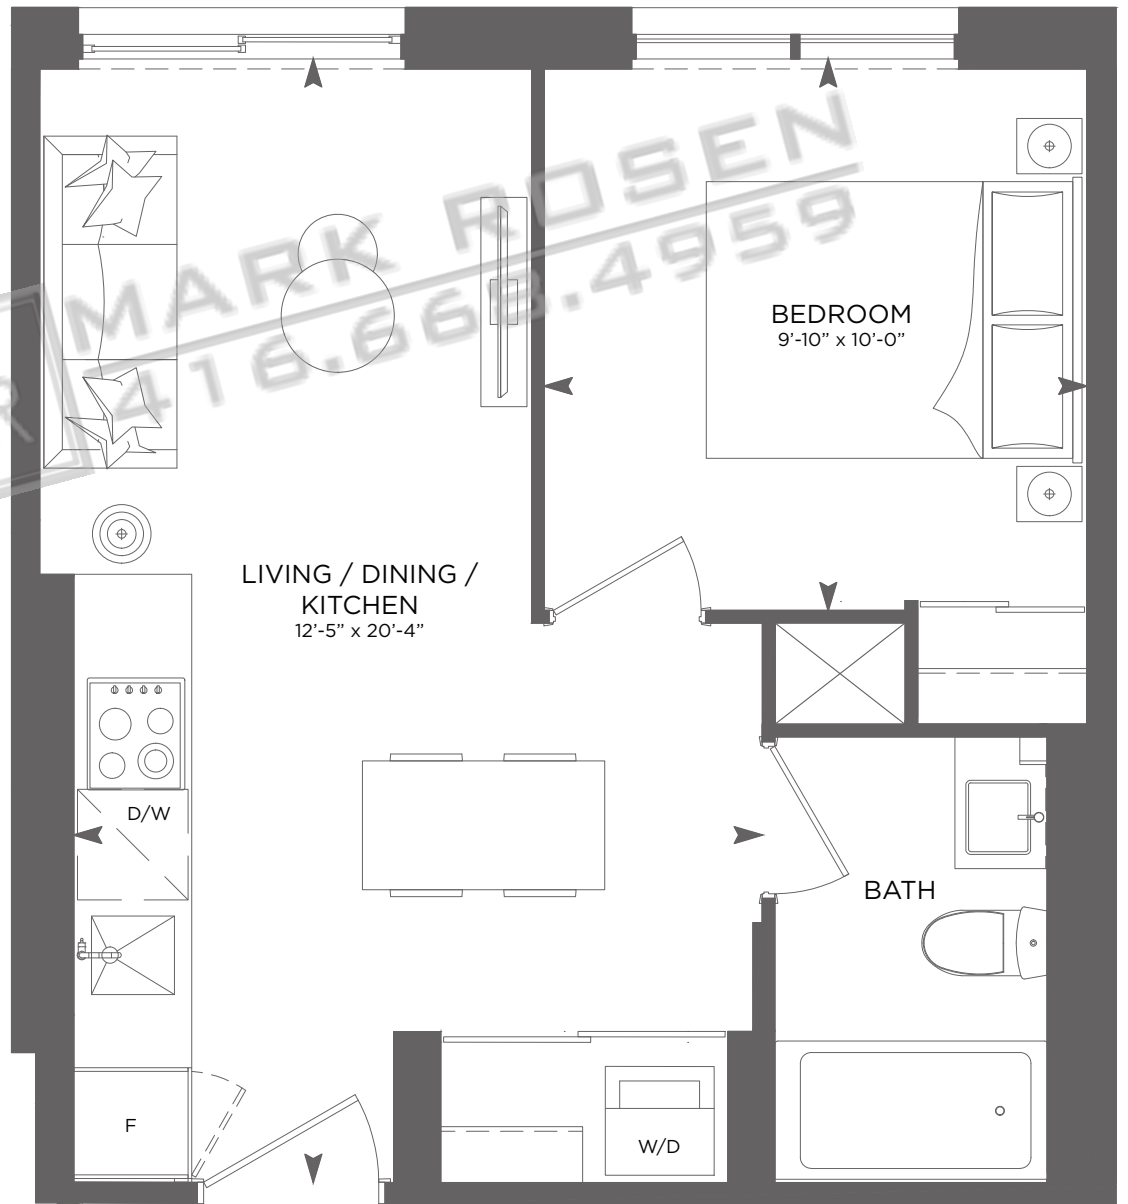 MARK ROSEN
416.668.4959
R
BEDROOM
9'-10" x 10'-0"
LIVING / DINING /
KITCHEN
12'-5" x 20'-4"
D/W
BATH
F
W/D